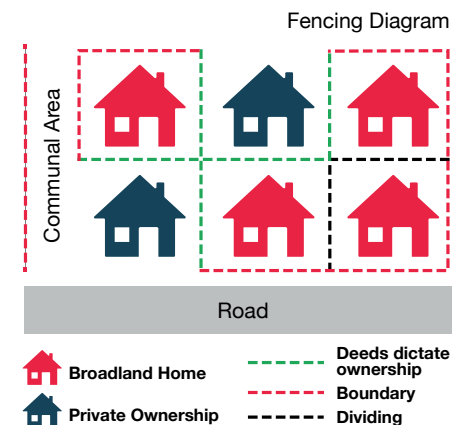 Fencing Diagram
Communal Area
Road
Broadland Home
Private Ownership
Deeds dictate
ownership
Boundary
Dividing